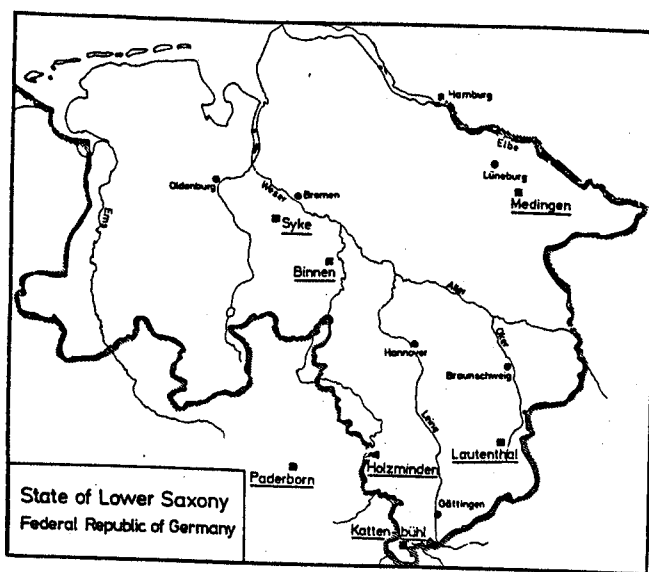 Hamburg
Elbe
Lüneburg
Medingen
Oldenburg
Weser
Bremen
Syke
Ems
Binnen
Aller
Oker
Hannover
Braunschweig
Leine
Lautenthal
Holzminden
Paderborn
Göttingen
Kattenbühl
State of Lower Saxony
Federal Republic of Germany